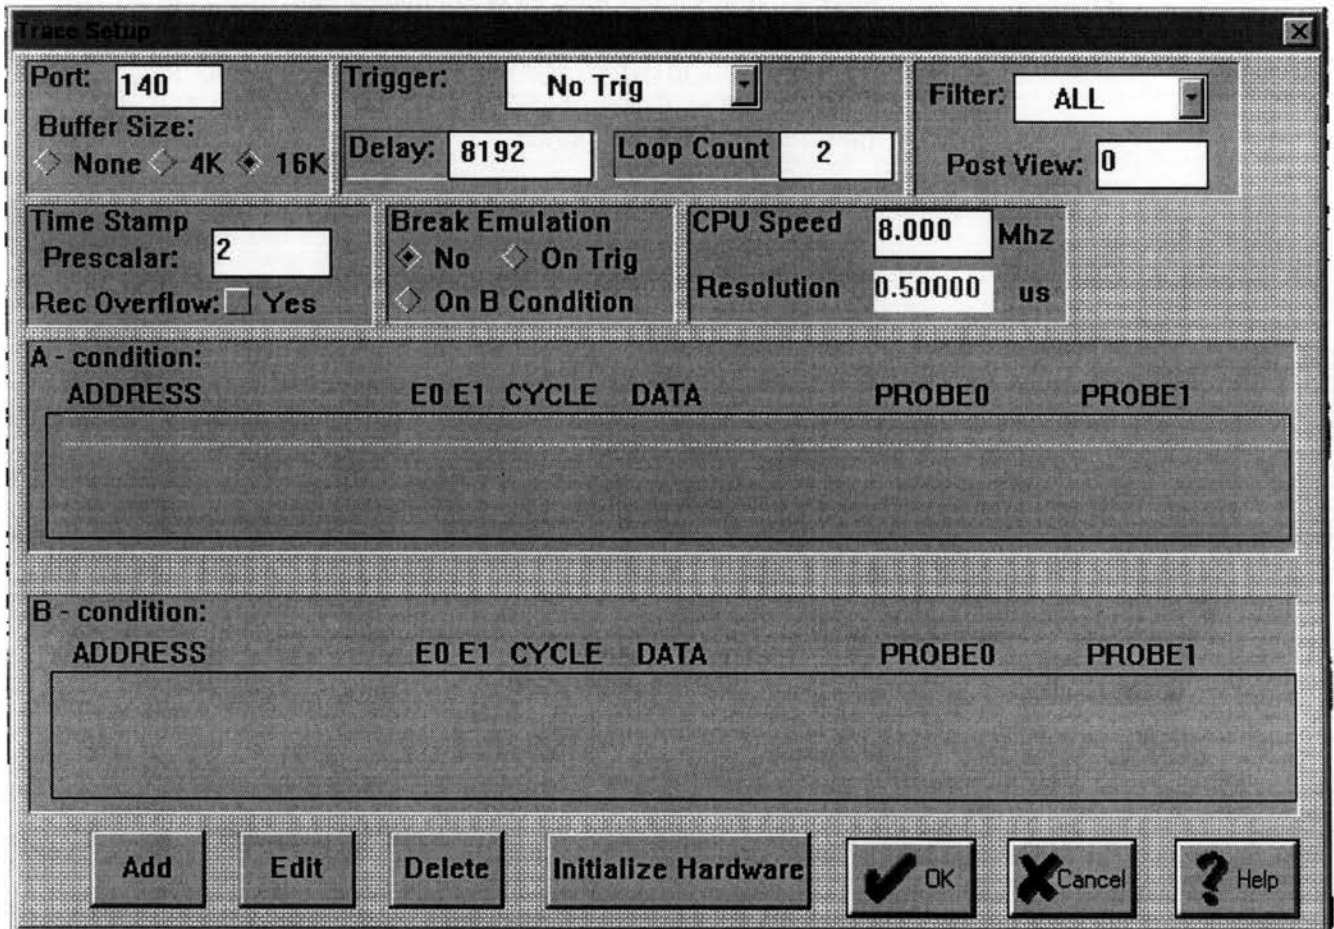 Trace Setup
Port: 140
Buffer Size:
None 4K 16K
Trigger: No Trig
Delay: 8192 Loop Count 2
Filter: ALL
Post View: 0
Time Stamp
Prescalar: 2
Rec Overflow: Yes
Break Emulation
No On Trig
On B Condition
CPU Speed 8.000 Mhz
Resolution 0.50000 us
A - condition:
ADDRESS E0 E1 CYCLE DATA PROBE0 PROBE1
B - condition:
ADDRESS E0 E1 CYCLE DATA PROBE0 PROBE1
Add Edit Delete Initialize Hardware OK Cancel Help